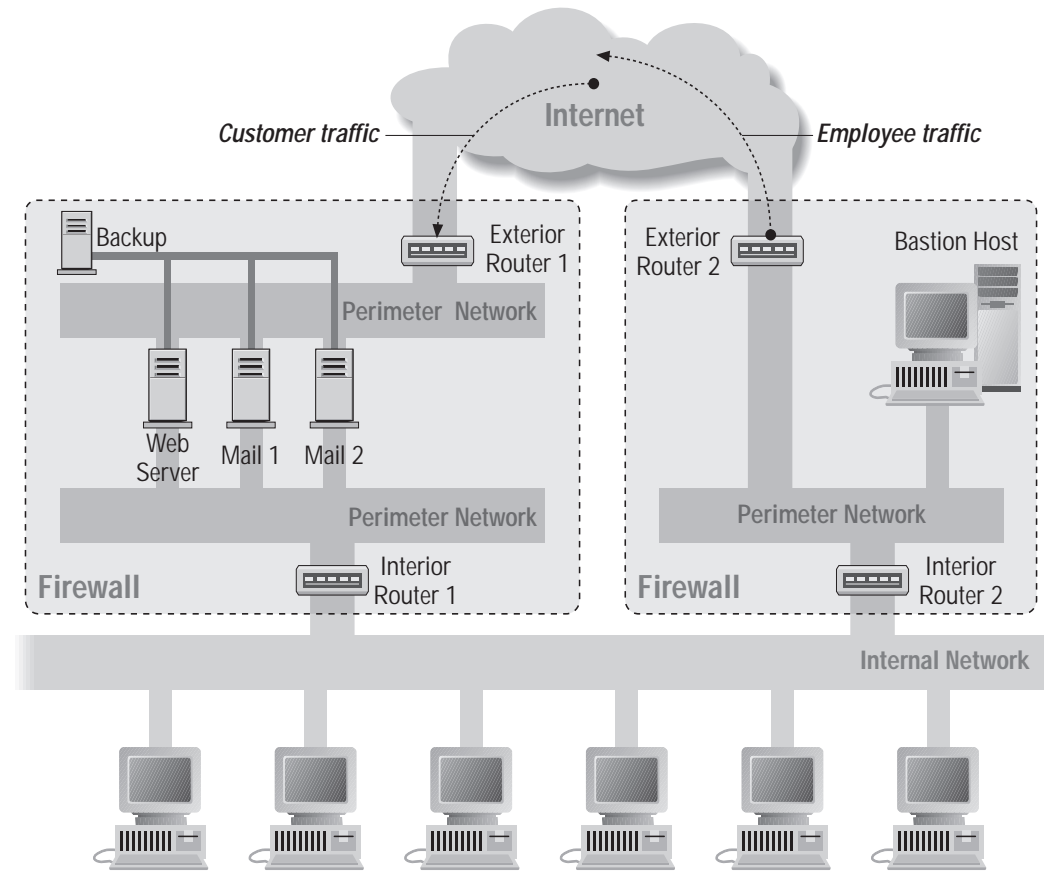 Internet
Customer traffic
Employee traffic
Backup
Exterior
Router 1
Exterior
Router 2
Bastion Host
Perimeter Network
Web
Server
Mail 1
Mail 2
Perimeter Network
Perimeter Network
Firewall
Interior
Router 1
Firewall
Interior
Router 2
Internal Network